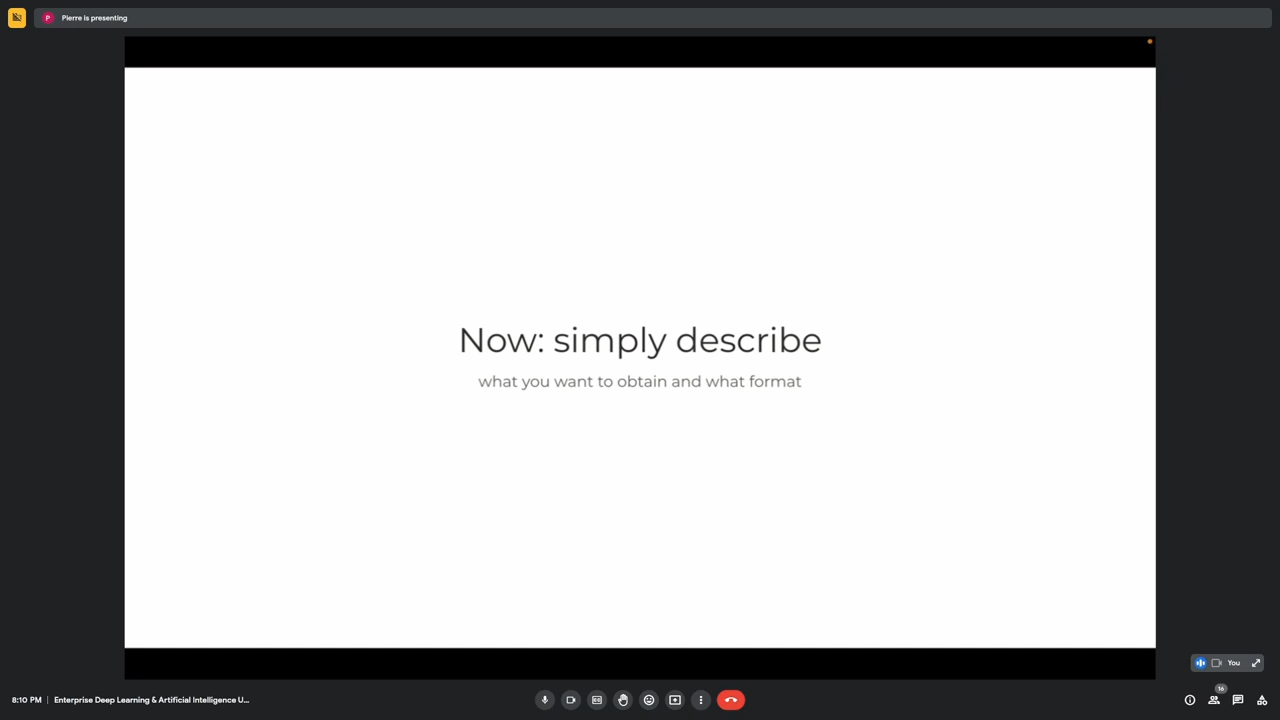 P
Pierre is presenting
Now: simply describe
what you want to obtain and what format
You
16
8:10 PM | Enterprise Deep Learning & Artificial Intelligence U...